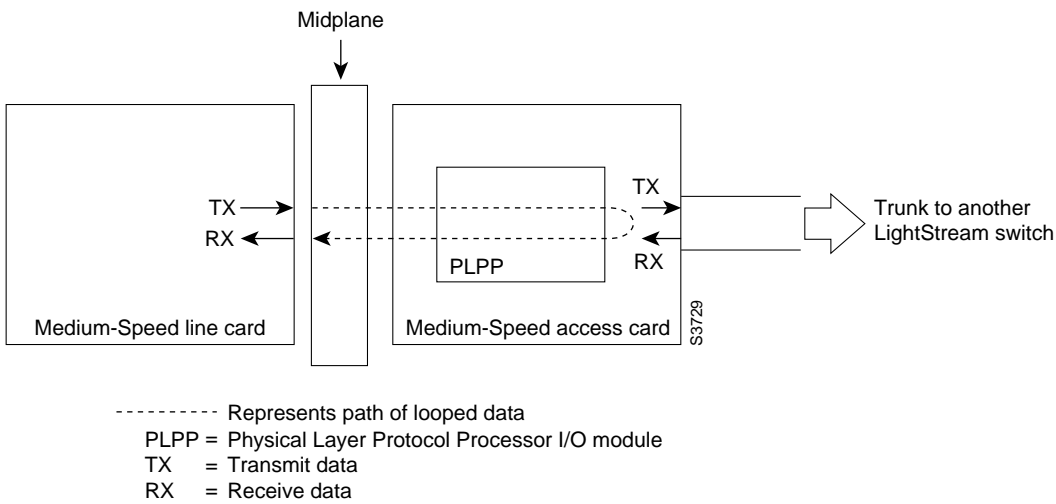 Midplane
TX
RX
TX
RX
PLPP
Trunk to another
LightStream switch
Medium-Speed line card
Medium-Speed access card
S3729
Represents path of looped data
PLPP = Physical Layer Protocol Processor I/O module
TX = Transmit data
RX = Receive data